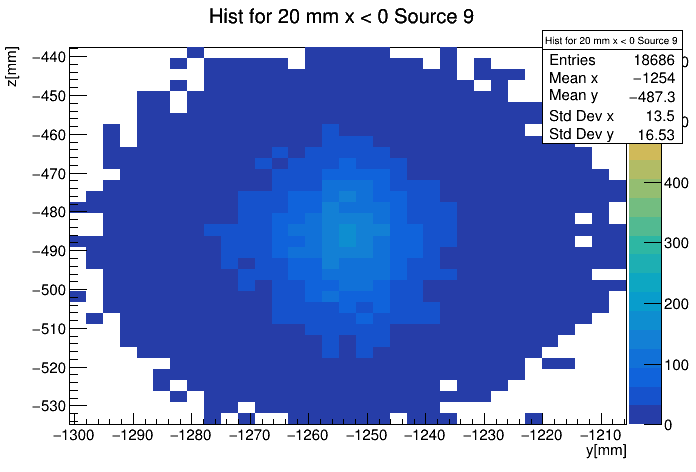 Hist for 20 mm x < 0 Source 9
Hist for 20 mm x < 0 Source 9
Entries 18686
Mean x −1254
Mean y −487.3
Std Dev x 13.5
Std Dev y 16.53
z[mm]
−440
−450
−460
−470
−480
−490
−500
−510
−520
−530
−1300 −1290 −1280 −1270 −1260 −1250 −1240 −1230 −1220 −1210
y[mm]
400
300
200
100
0